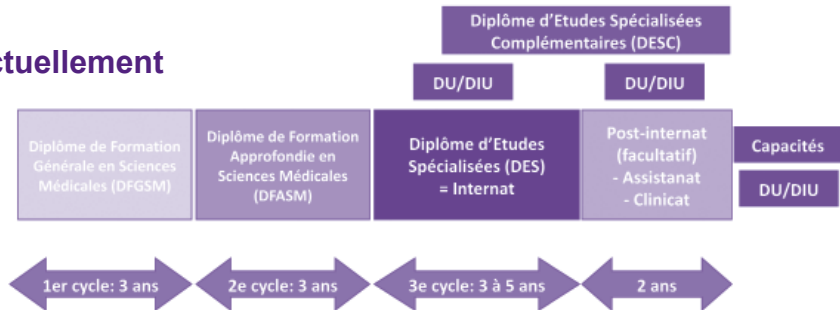 Diplôme d'Etudes Spécialisées
Complémentaires (DESC)
ctuellement
DU/DIU
DU/DIU
Diplôme de Formation
Générale en Sciences
Médicales (DFGSM)
Diplôme de Formation
Approfondie en
Sciences Médicales
(DFASM)
Diplôme d'Etudes
Spécialisées (DES)
= Internat
Post-internat
(facultatif)
- Assistanat
- Clinicat
Capacités
DU/DIU
1er cycle: 3 ans
2e cycle: 3 ans
3e cycle: 3 à 5 ans
2 ans